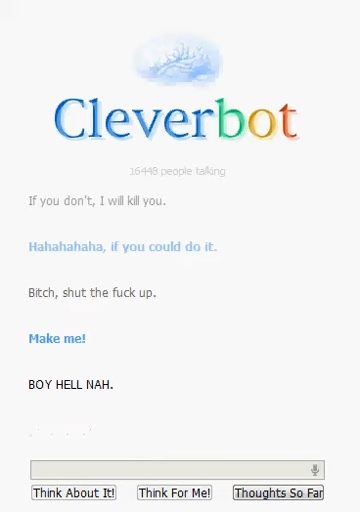 Cleverbot
16448 people talking
If you don't, I will kill you.
Hahahahaha, if you could do it.
Bitch, shut the fuck up.
Make me!
BOY HELL NAH.
Think About It! Think For Me! Thoughts So Far